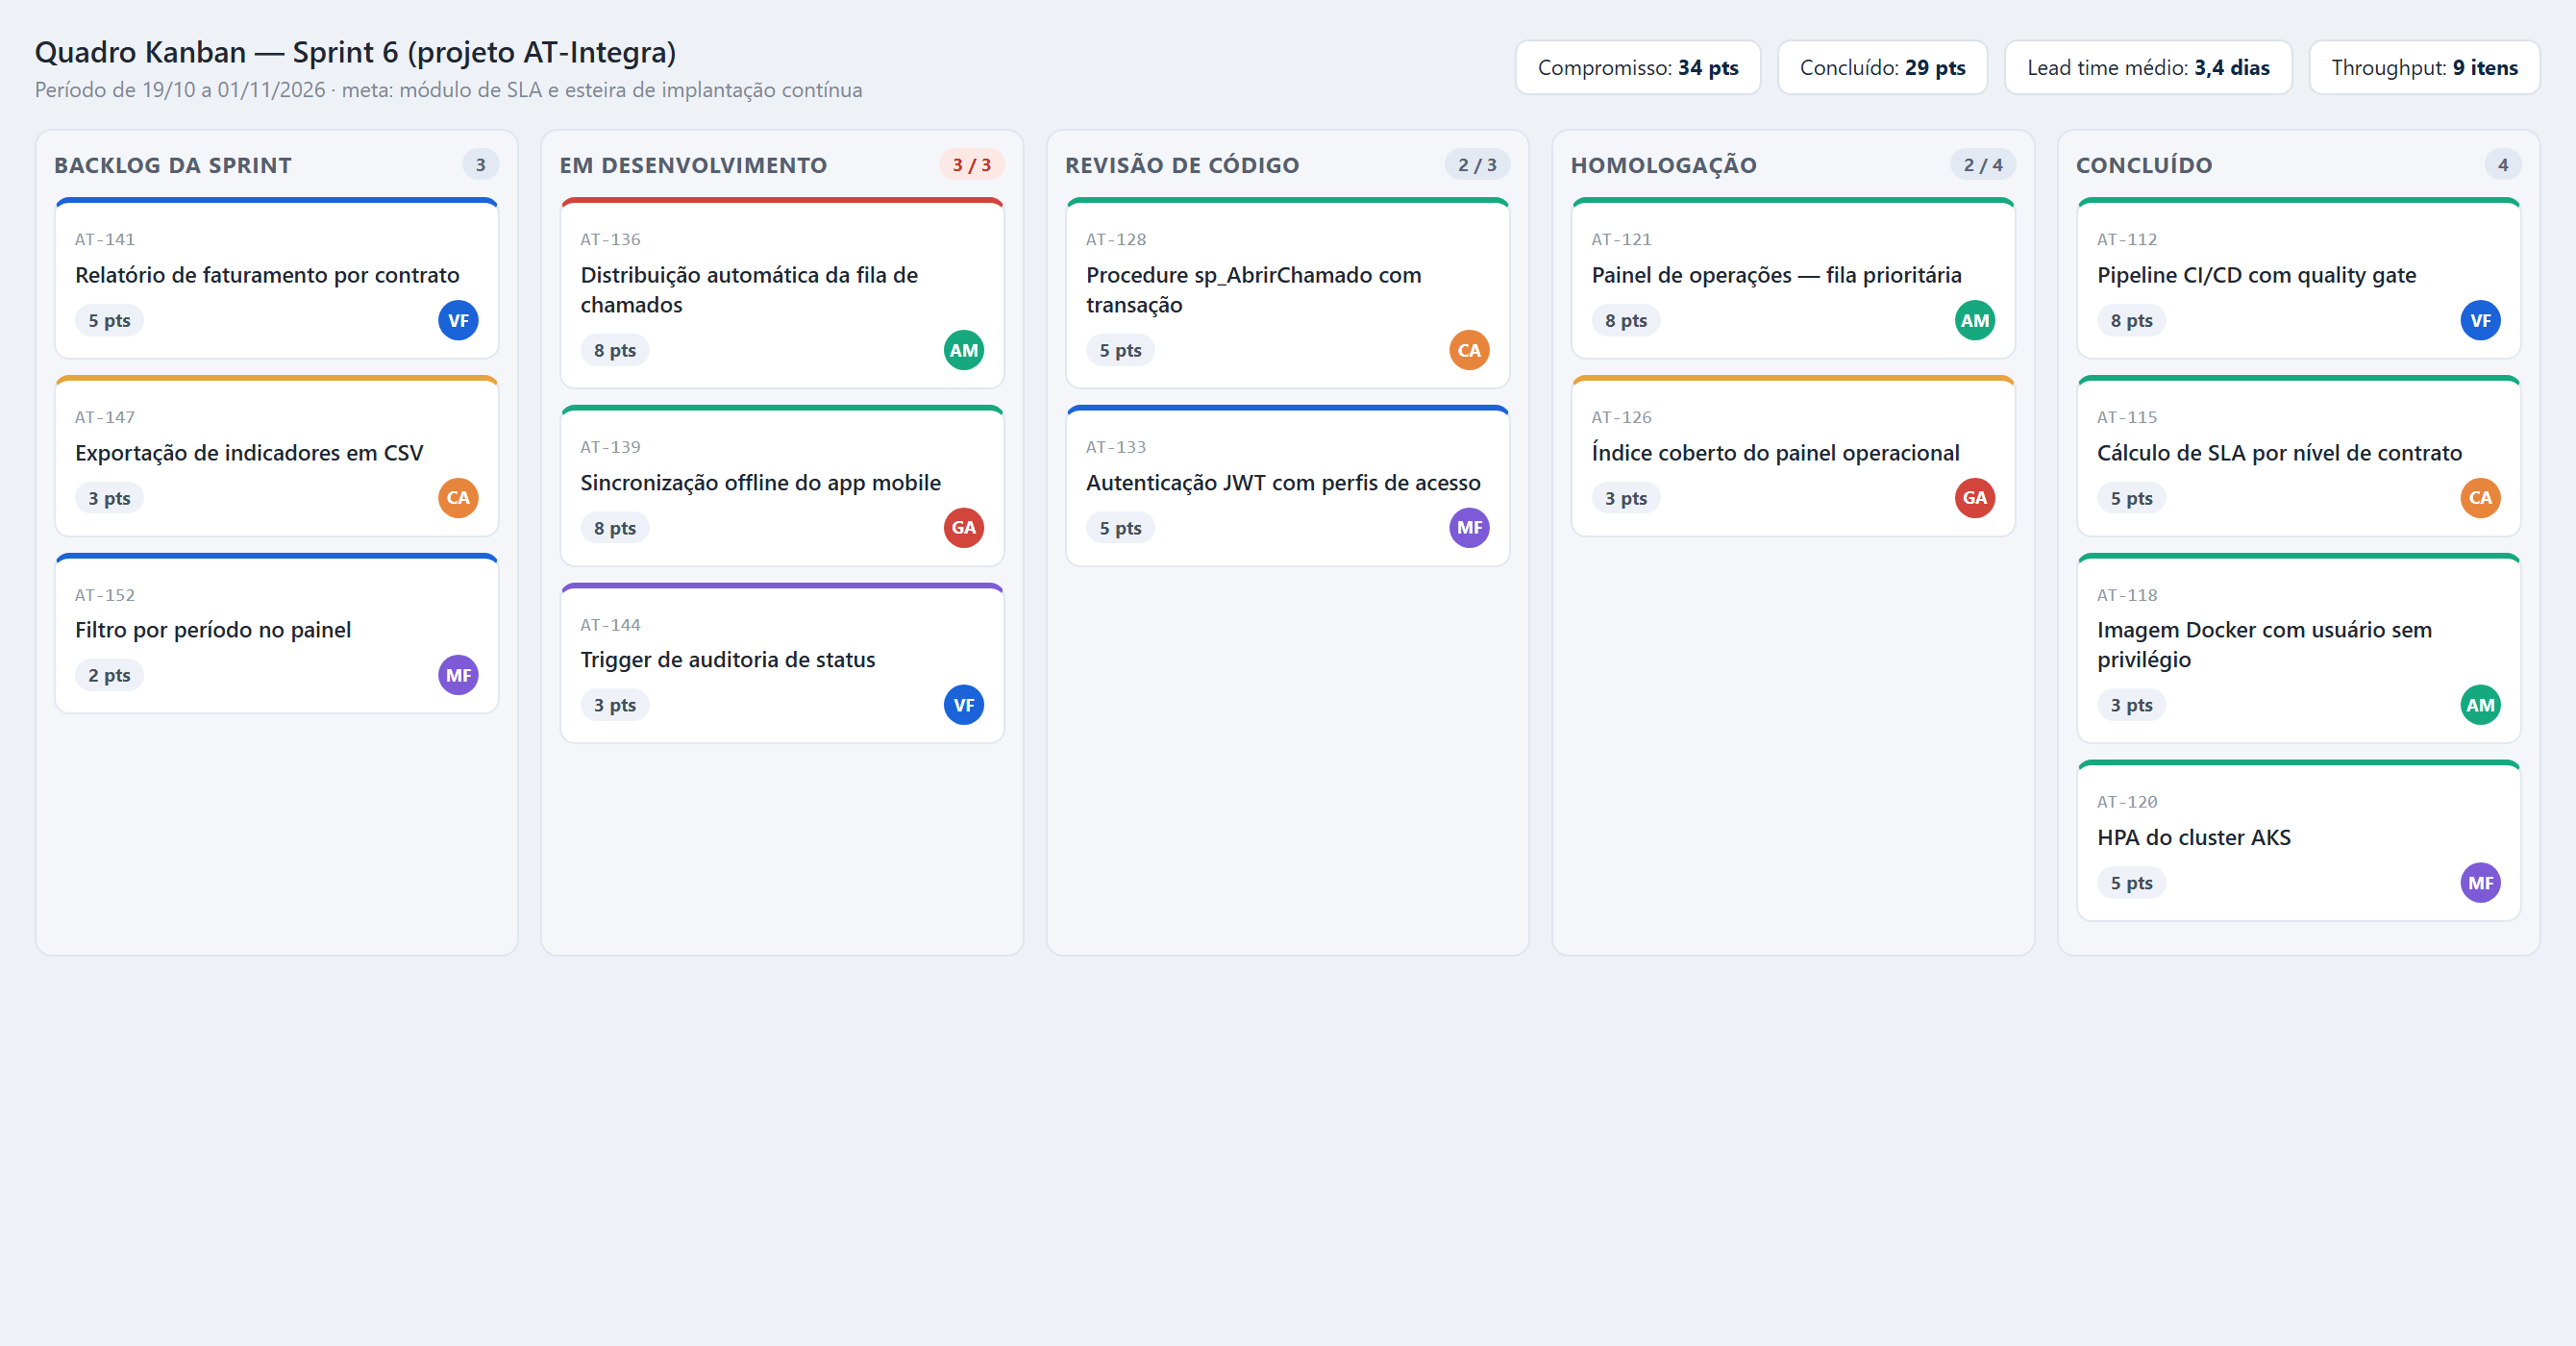 Quadro Kanban — Sprint 6 (projeto AT-Integra)
Período de 19/10 a 01/11/2026 · meta: módulo de SLA e esteira de implantação contínua
Compromisso: 34 pts
Concluído: 29 pts
Lead time médio: 3,4 dias
Throughput: 9 itens
BACKLOG DA SPRINT
3
AT-141
Relatório de faturamento por contrato
5 pts
VF
AT-147
Exportação de indicadores em CSV
3 pts
CA
AT-152
Filtro por período no painel
2 pts
MF
EM DESENVOLVIMENTO
3 / 3
AT-136
Distribuição automática da fila de
chamados
8 pts
AM
AT-139
Sincronização offline do app mobile
8 pts
GA
AT-144
Trigger de auditoria de status
3 pts
VF
REVISÃO DE CÓDIGO
2 / 3
AT-128
Procedure sp_AbrirChamado com
transação
5 pts
CA
AT-133
Autenticação JWT com perfis de acesso
5 pts
MF
HOMOLOGAÇÃO
2 / 4
AT-121
Painel de operações — fila prioritária
8 pts
AM
AT-126
Índice coberto do painel operacional
3 pts
GA
CONCLUÍDO
4
AT-112
Pipeline CI/CD com quality gate
8 pts
VF
AT-115
Cálculo de SLA por nível de contrato
5 pts
CA
AT-118
Imagem Docker com usuário sem
privilégio
3 pts
AM
AT-120
HPA do cluster AKS
5 pts
MF